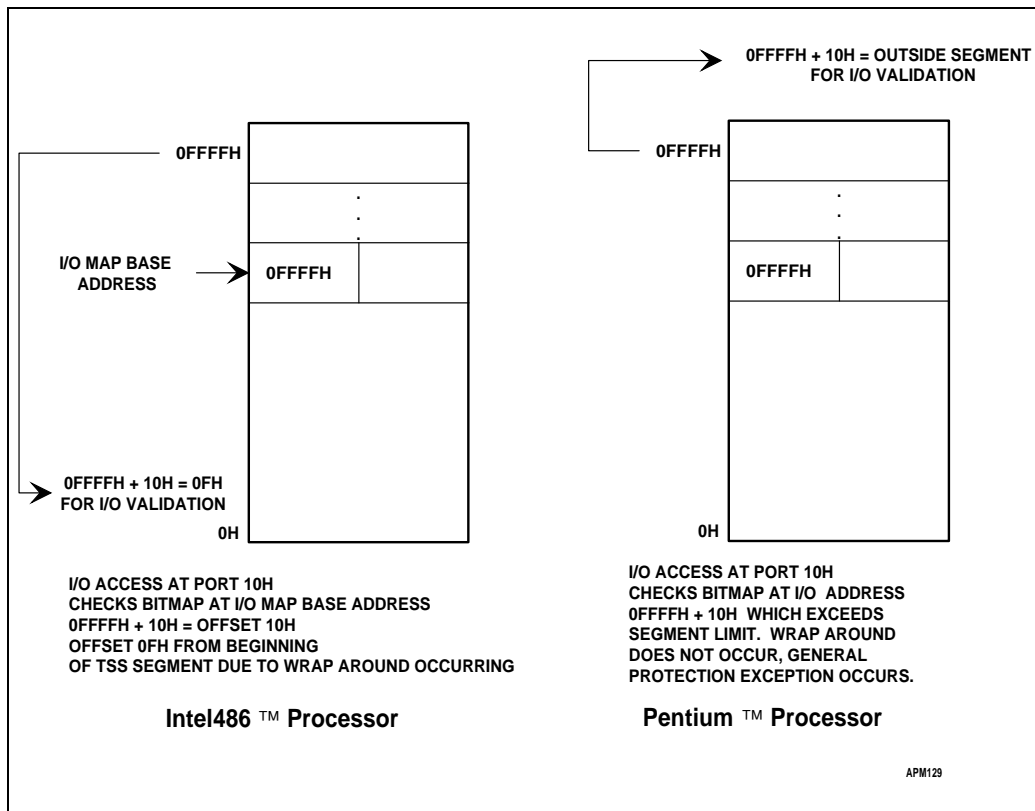 0FFFFH
I/O MAP BASE
ADDRESS
0FFFFH
.
.
.
0FFFFH + 10H = 0FH
FOR I/O VALIDATION
0H
I/O ACCESS AT PORT 10H
CHECKS BITMAP AT I/O MAP BASE ADDRESS
0FFFFH + 10H = OFFSET 10H
OFFSET 0FH FROM BEGINNING
OF TSS SEGMENT DUE TO WRAP AROUND OCCURRING
Intel486 ™ Processor
0FFFFH + 10H = OUTSIDE SEGMENT
FOR I/O VALIDATION
0FFFFH
.
.
.
0FFFFH
0H
I/O ACCESS AT PORT 10H
CHECKS BITMAP AT I/O ADDRESS
0FFFFH + 10H WHICH EXCEEDS
SEGMENT LIMIT. WRAP AROUND
DOES NOT OCCUR, GENERAL
PROTECTION EXCEPTION OCCURS.
Pentium ™ Processor
APM129